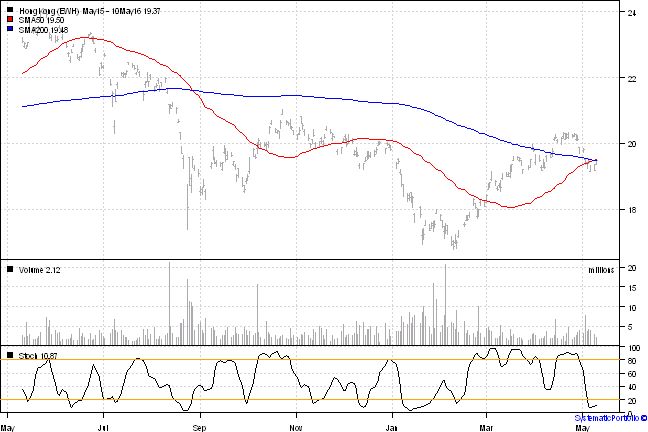 Hong Kong (EWH) May15 - 10May16 19.37
SMA50 19.50
SMA200 19.48
24
22
20
18
Volume 2.12
millions
20
15
10
5
Stoch 10.87
100
80
60
40
20
0
May Jul Sep Nov Jan Mar May
SystematicPortfolio ©